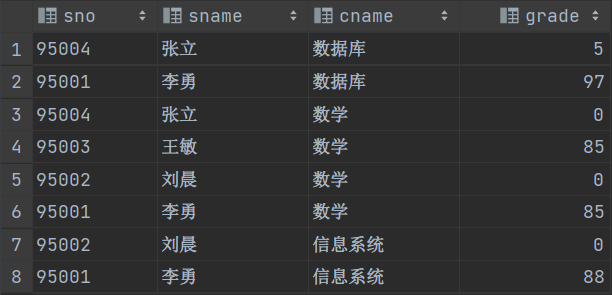 sno sname cname grade
1 95004 张立 数据库 5
2 95001 李勇 数据库 97
3 95004 张立 数学 0
4 95003 王敏 数学 85
5 95002 刘晨 数学 0
6 95001 李勇 数学 85
7 95002 刘晨 信息系统 0
8 95001 李勇 信息系统 88